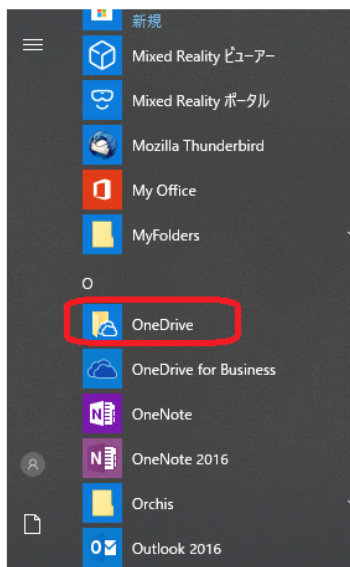 新規
Mixed Reality ビューアー
Mixed Reality ポータル
Mozilla Thunderbird
My Office
MyFolders
O
OneDrive
OneDrive for Business
OneNote
OneNote 2016
Orchis
Outlook 2016